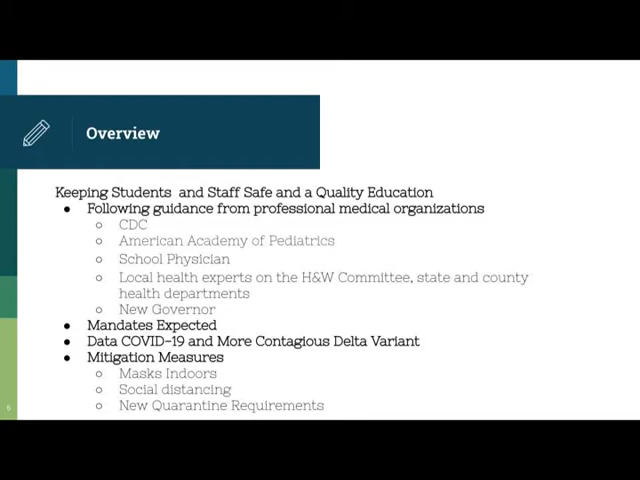 Overview
Keeping Students and Staff Safe and a Quality Education
● Following guidance from professional medical organizations
○ CDC
○ American Academy of Pediatrics
○ School Physician
○ Local health experts on the H&W Committee, state and county
health departments
○ New Governor
● Mandates Expected
● Data COVID-19 and More Contagious Delta Variant
● Mitigation Measures
○ Masks Indoors
○ Social distancing
○ New Quarantine Requirements
6